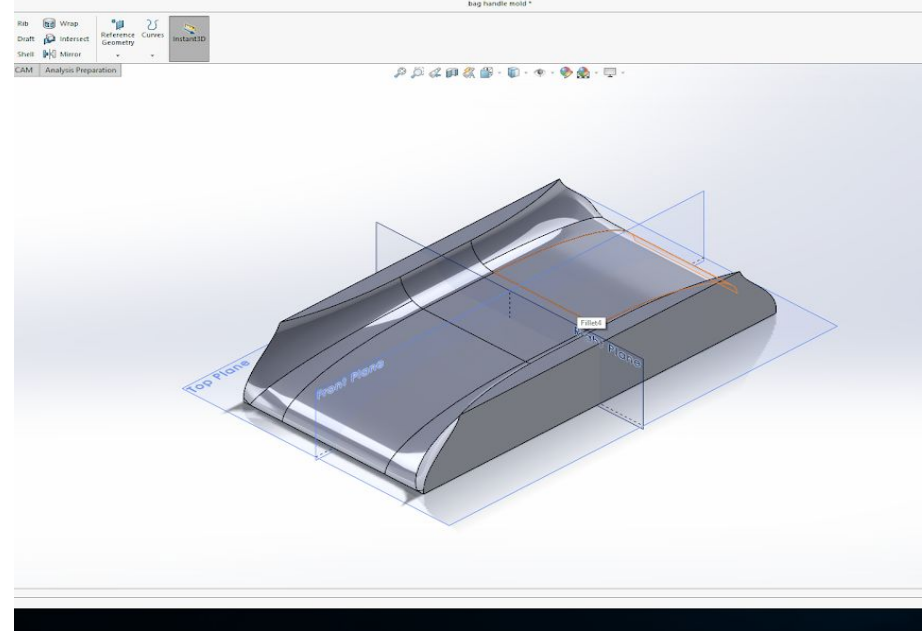 bag handle mold *
Rib
Wrap
Draft
Intersect
Shell
Mirror
Reference
Geometry
Curves
Instant3D
CAM
Analysis Preparation
Fillet4
Plane
Front Plane
Top Plane